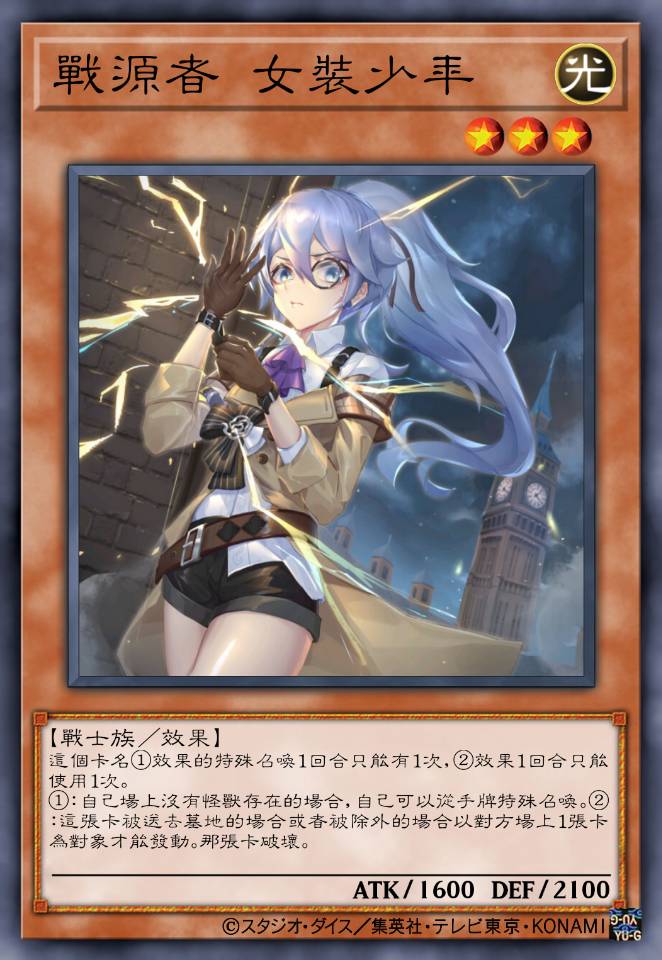 戰源者 女裝少年
光
【戰士族／效果】
這個卡名①效果的特殊召喚1回合只能有1次，②效果1回合只能
使用1次。
①：自己場上沒有怪獸存在的場合，自己可以從手牌特殊召喚。②
：這張卡被送去墓地的場合或者被除外的場合以對方場上1張卡
為對象才能發動。那張卡破壞。
ATK/1600 DEF/2100
©スタジオ・ダイス／集英社・テレビ東京・KONAMI